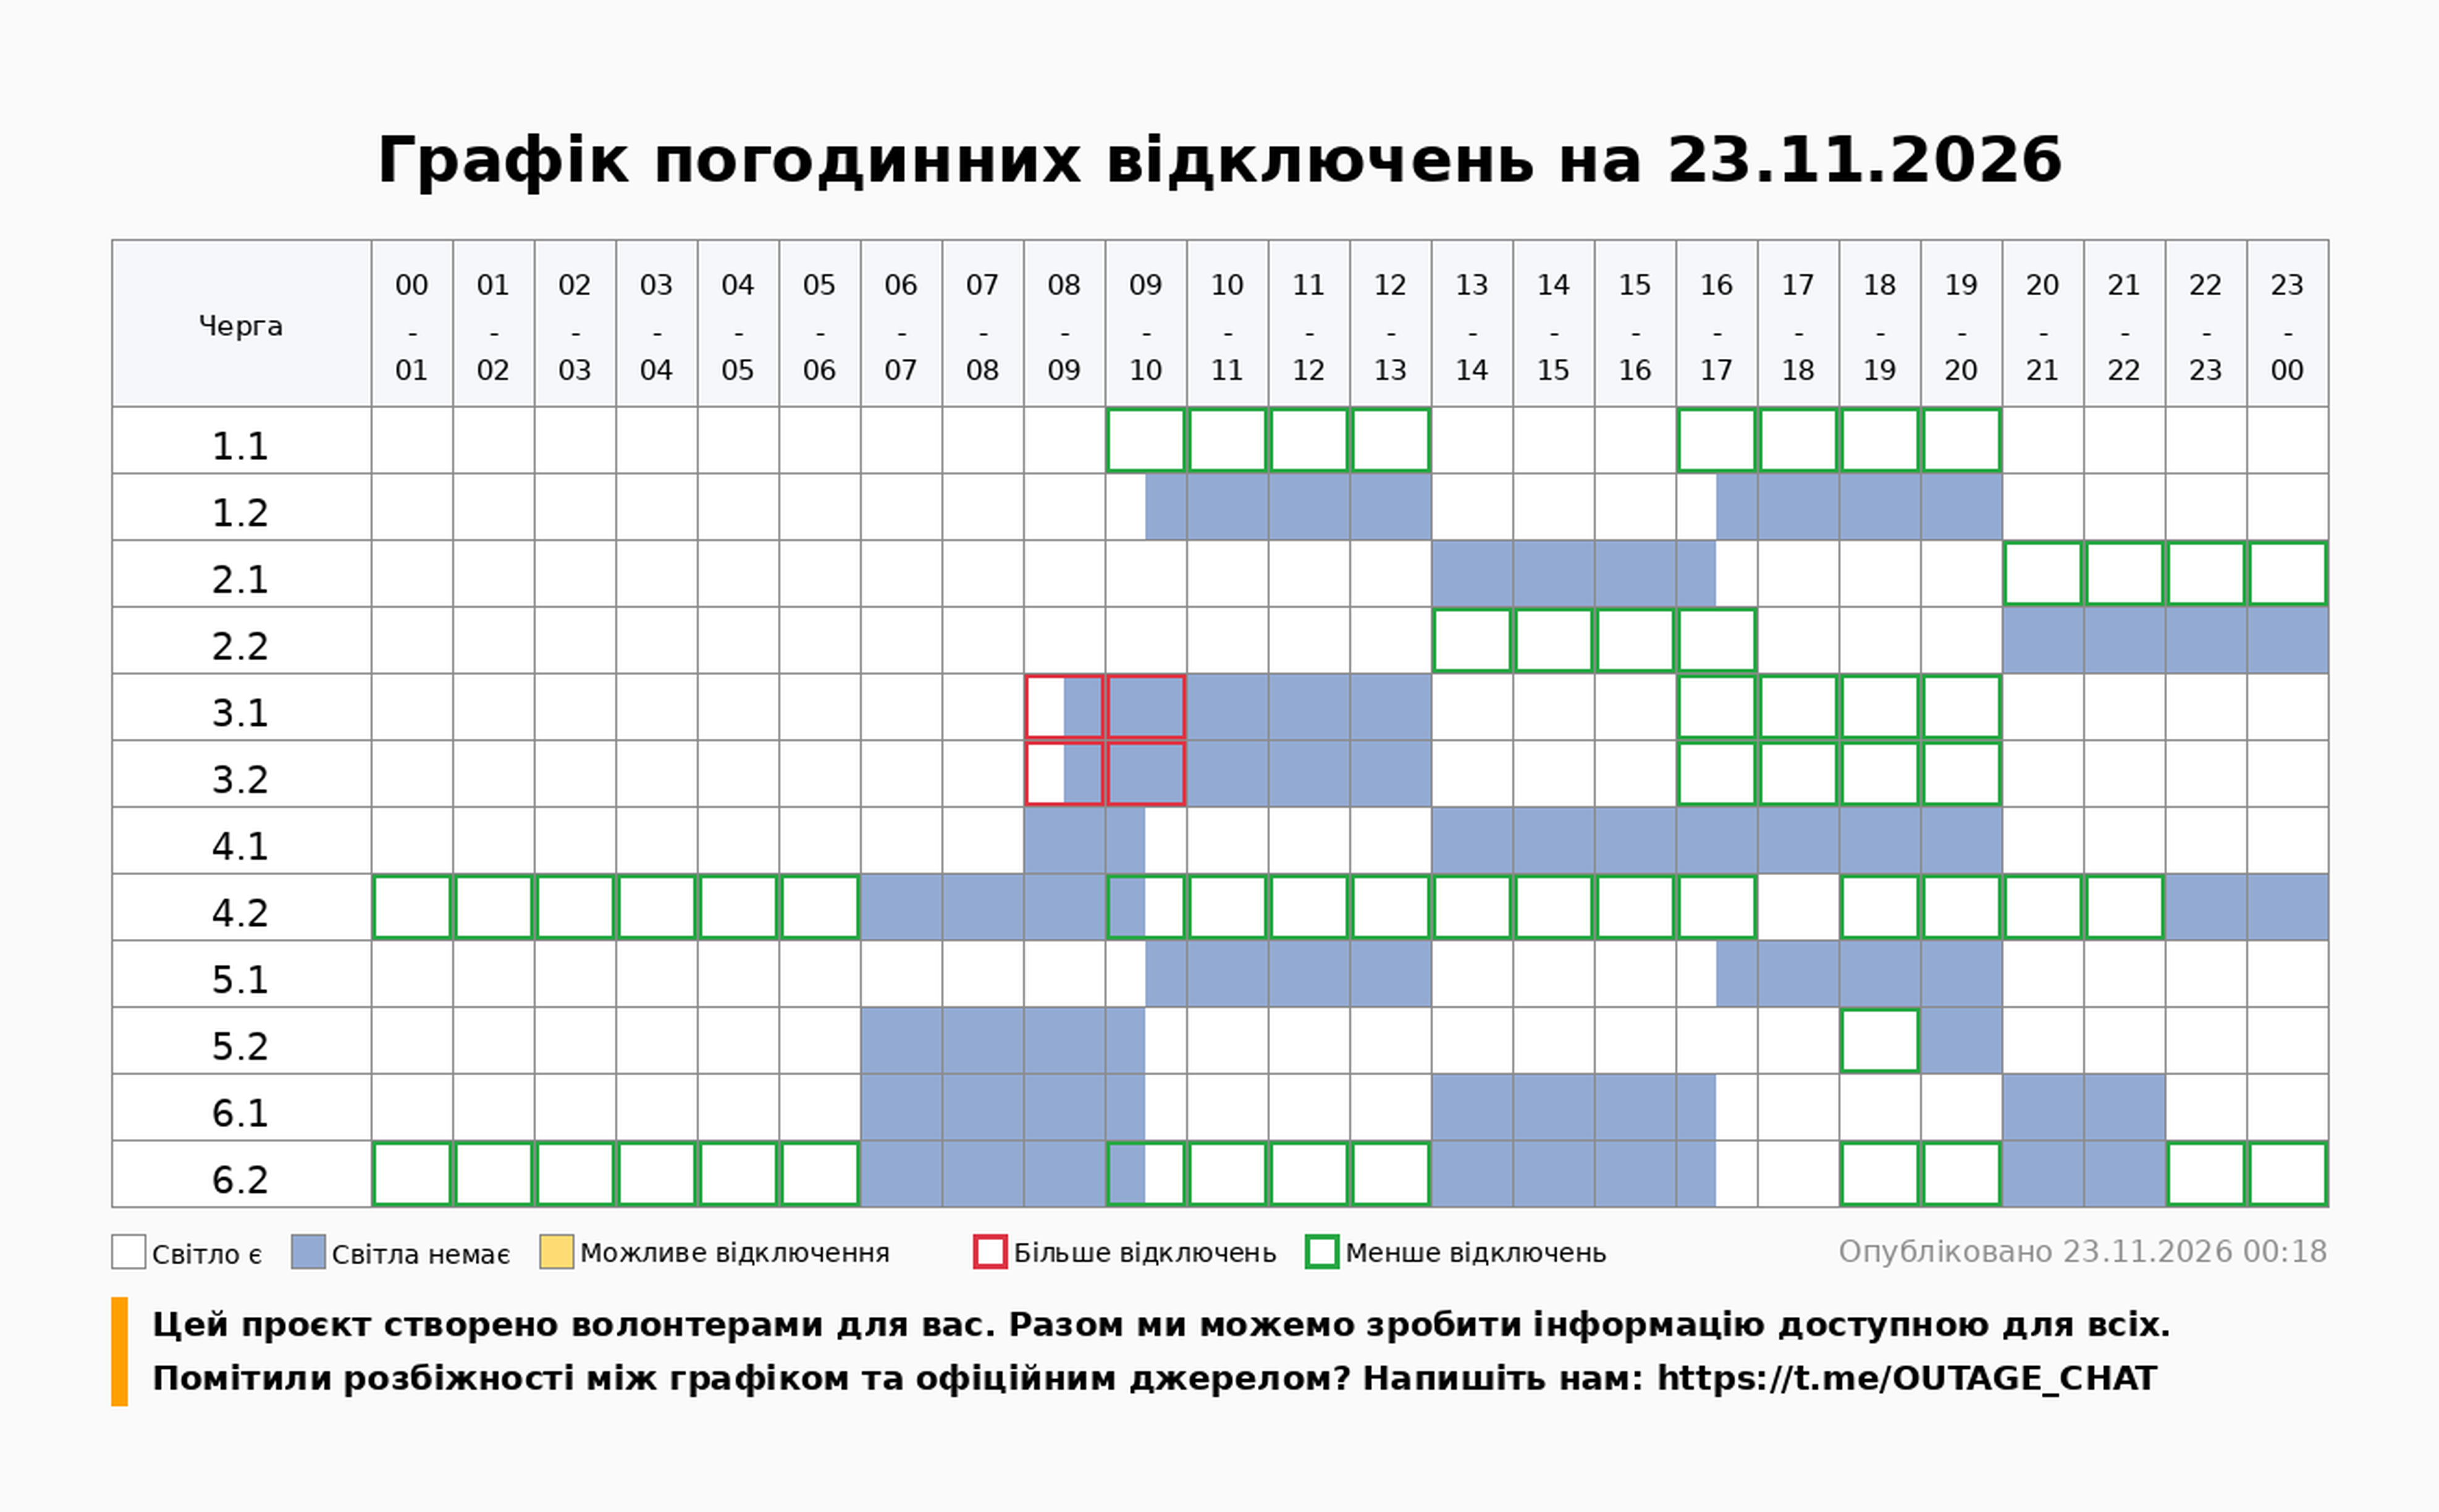 Графік погодинних відключень на 23.11.2026
Черга 00 - 01 01 - 02 02 - 03 03 - 04 04 - 05 05 - 06 06 - 07 07 - 08 08 - 09 09 - 10 10 - 11 11 - 12 12 - 13 13 - 14 14 - 15 15 - 16 16 - 17 17 - 18 18 - 19 19 - 20 20 - 21 21 - 22 22 - 23 23 - 00
1.1
1.2
2.1
2.2
3.1
3.2
4.1
4.2
5.1
5.2
6.1
6.2
Світло є Світла немає Можливе відключення Більше відключень Менше відключень Опубліковано 23.11.2026 00:18
Цей проєкт створено волонтерами для вас. Разом ми можемо зробити інформацію доступною для всіх.
Помітили розбіжності між графіком та офіційним джерелом? Напишіть нам: https://t.me/OUTAGE_CHAT